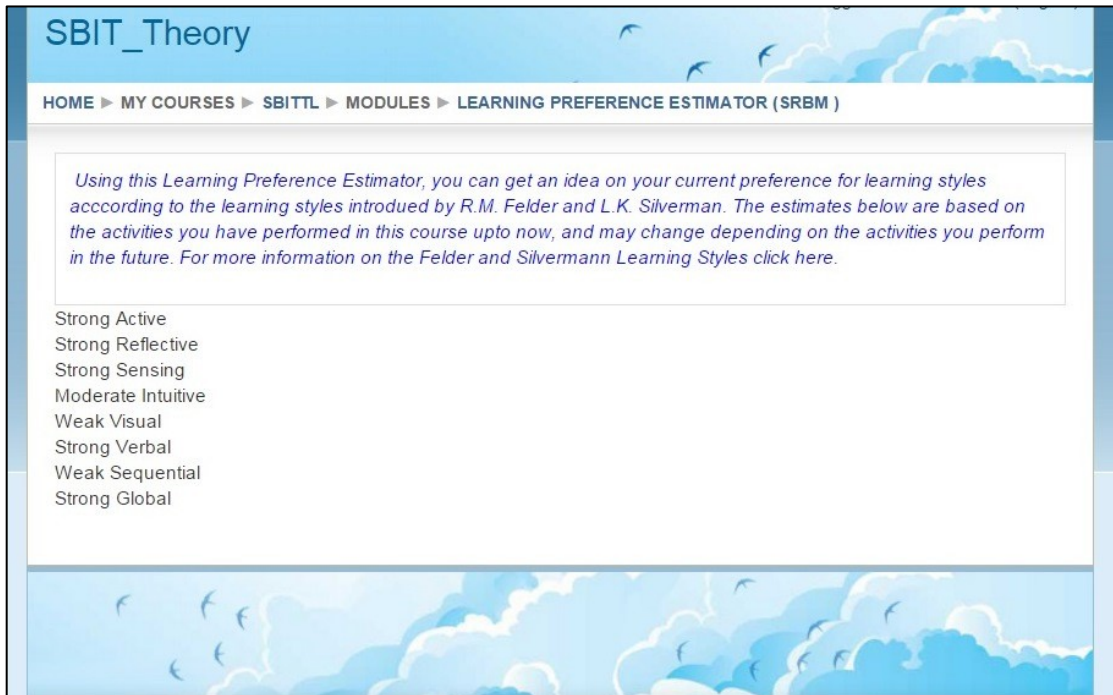 SBIT_Theory
HOME ► MY COURSES ► SBITTL ► MODULES ► LEARNING PREFERENCE ESTIMATOR (SRBM )
Using this Learning Preference Estimator, you can get an idea on your current preference for learning styles
acccording to the learning styles introdued by R.M. Felder and L.K. Silverman. The estimates below are based on
the activities you have performed in this course upto now, and may change depending on the activities you perform
in the future. For more information on the Felder and Silvermann Learning Styles click here.
Strong Active
Strong Reflective
Strong Sensing
Moderate Intuitive
Weak Visual
Strong Verbal
Weak Sequential
Strong Global